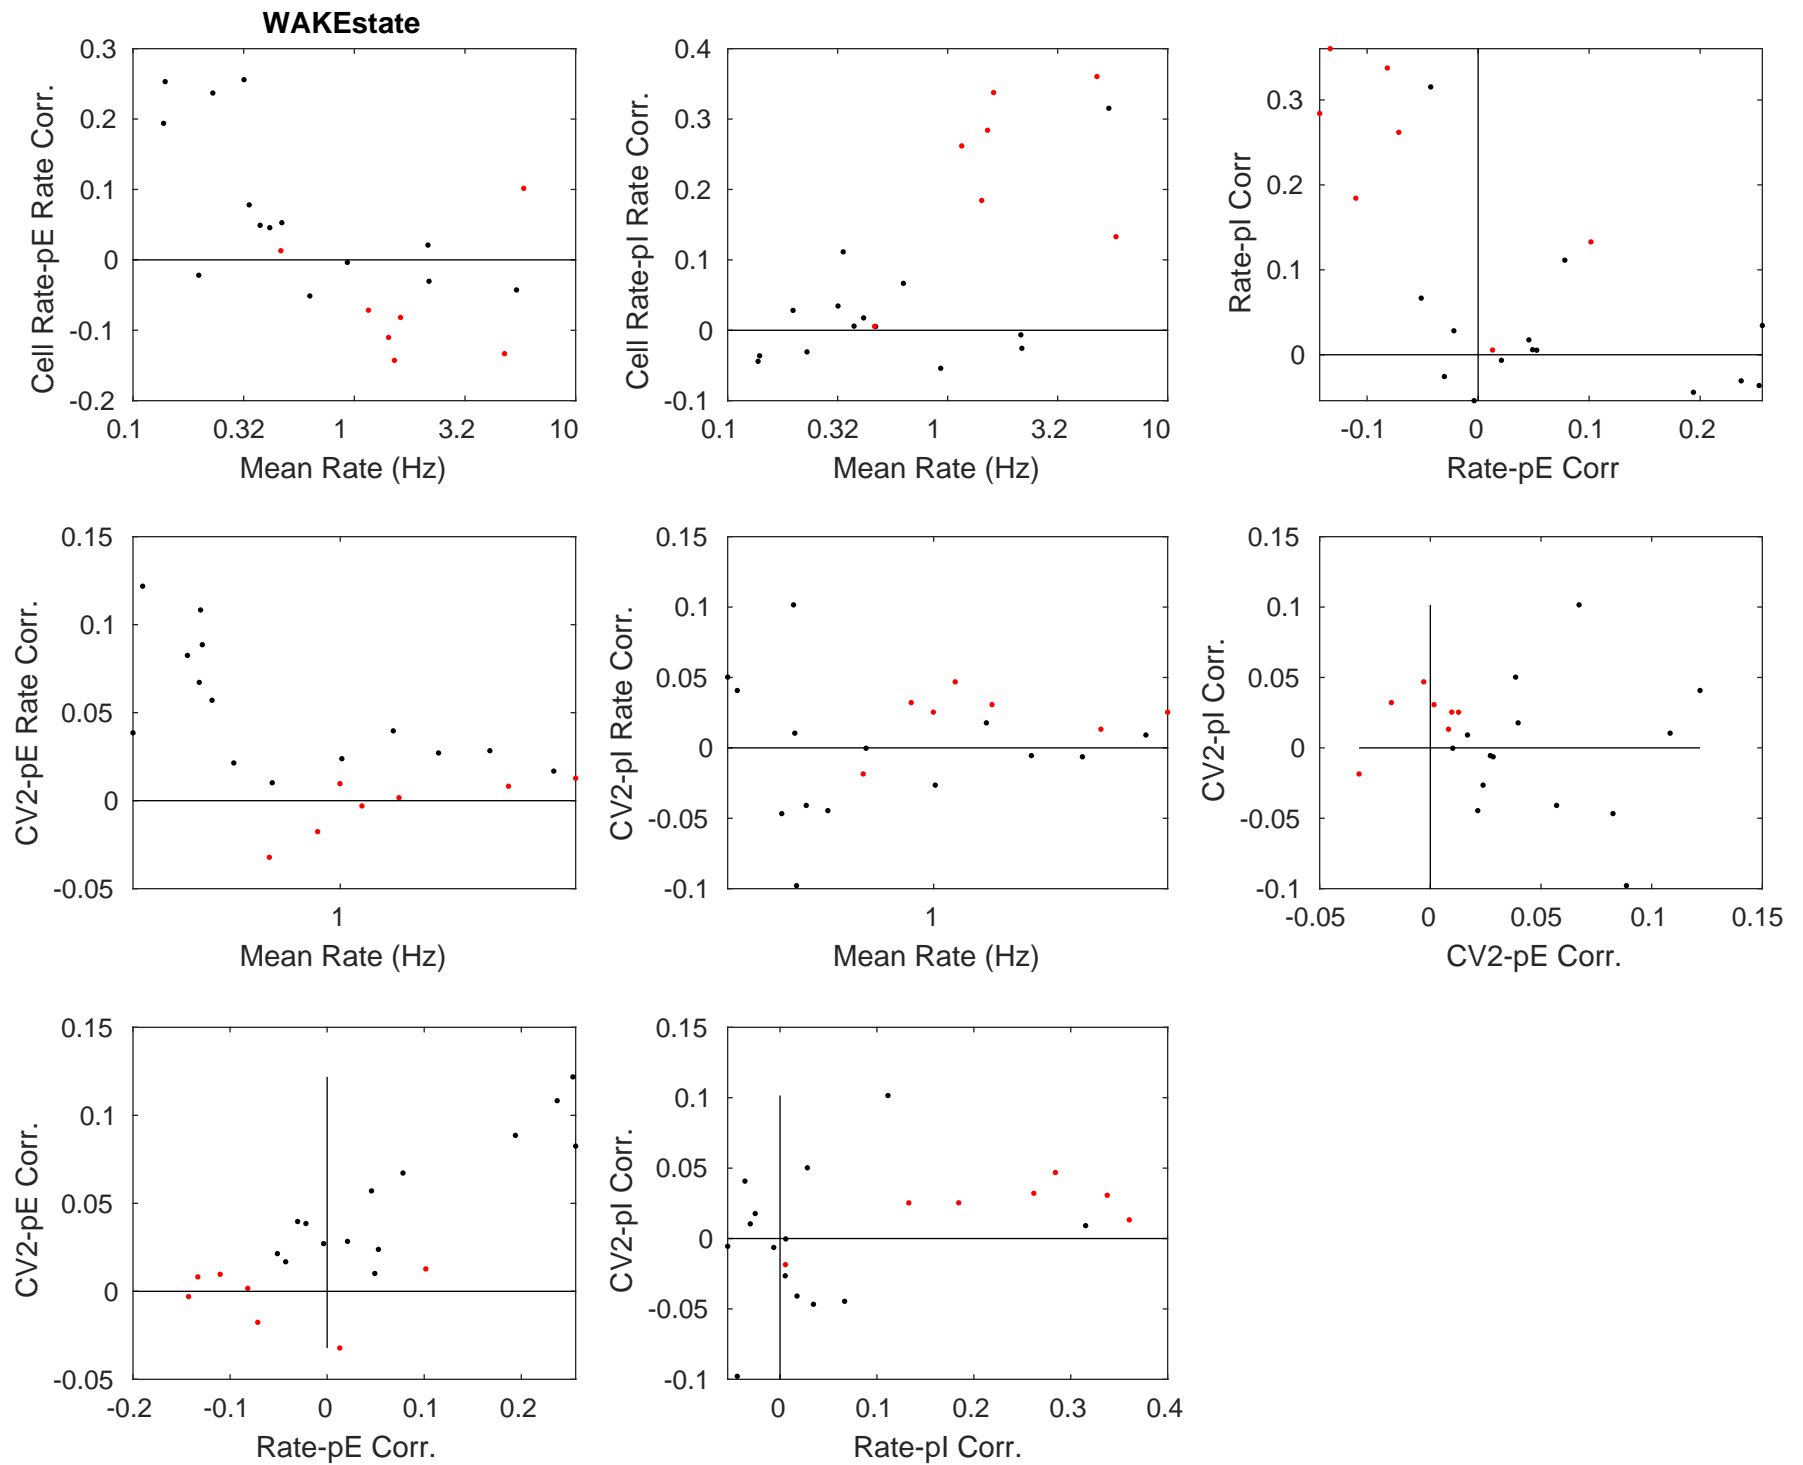 WAKEstate
0.3
0.2
0.1
0
-0.1
-0.2
Cell Rate-pE Rate Corr.
0.1 0.32 1 3.2 10
Mean Rate (Hz)
0.4
0.3
0.2
0.1
0
-0.1
Cell Rate-pI Rate Corr.
0.1 0.32 1 3.2 10
Mean Rate (Hz)
0.3
0.2
0.1
0
Rate-pI Corr
-0.1 0 0.1 0.2
Rate-pE Corr
0.15
0.1
0.05
0
-0.05
CV2-pE Rate Corr.
1
Mean Rate (Hz)
0.15
0.1
0.05
0
-0.05
-0.1
CV2-pI Rate Corr.
1
Mean Rate (Hz)
0.15
0.1
0.05
0
-0.05
-0.1
CV2-pI Corr.
-0.05 0 0.05 0.1 0.15
CV2-pE Corr.
0.15
0.1
0.05
0
-0.05
CV2-pE Corr.
-0.2 -0.1 0 0.1 0.2
Rate-pE Corr.
0.15
0.1
0.05
0
-0.05
-0.1
CV2-pI Corr.
0 0.1 0.2 0.3 0.4
Rate-pI Corr.